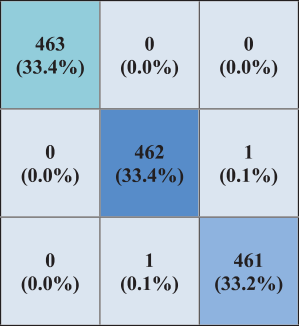 463 0 0
(33.4%) (0.0%) (0.0%)
0 462 1
(0.0%) (33.4%) (0.1%)
0 1 461
(0.0%) (0.1%) (33.2%)